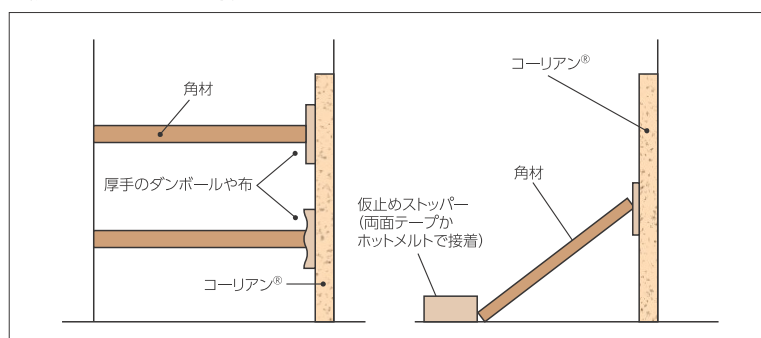 角材
厚手のダンボールや布
コーリアン®
コーリアン®
角材
仮止めストッパー
(両面テープか
ホットメルトで接着)